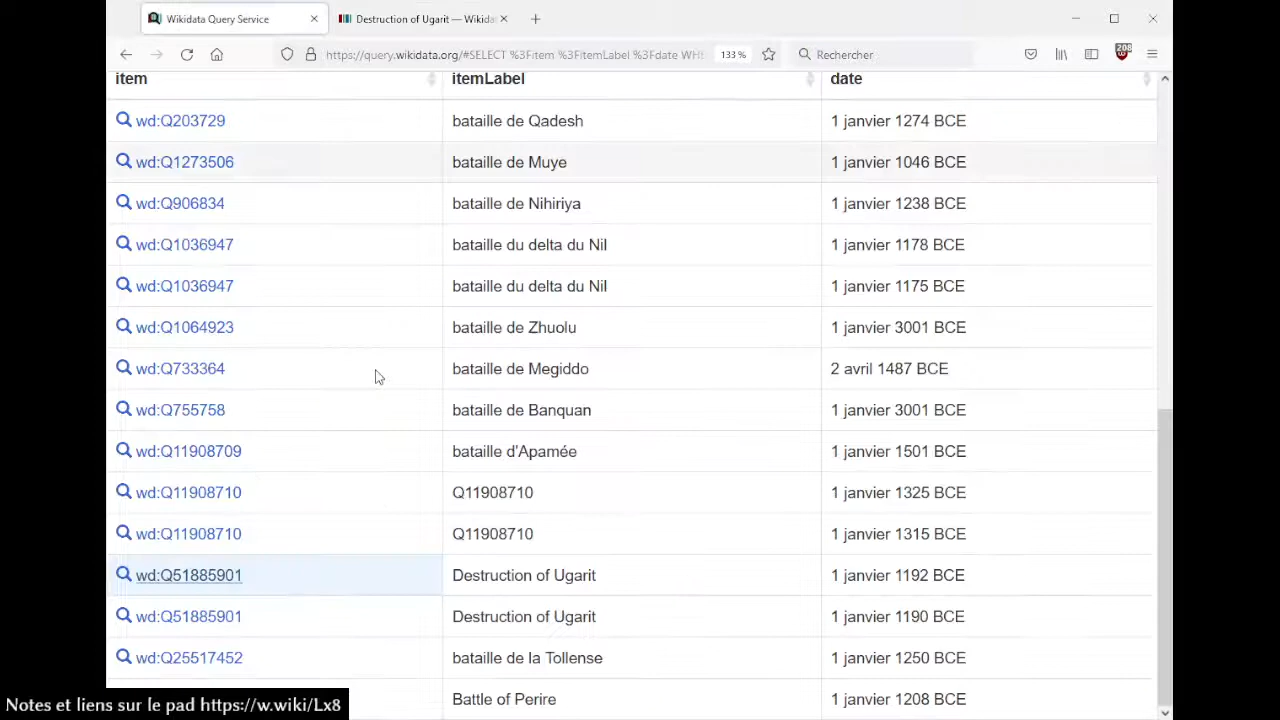 Wikidata Query Service
Destruction of Ugarit — Wikida
https://query.wikidata.org/#SELECT %3Fitem %3FitemLabel %3Fdate WHE 133 % Rechercher 208
item itemLabel date
wd:Q203729 bataille de Qadesh 1 janvier 1274 BCE
wd:Q1273506 bataille de Muye 1 janvier 1046 BCE
wd:Q906834 bataille de Nihiriya 1 janvier 1238 BCE
wd:Q1036947 bataille du delta du Nil 1 janvier 1178 BCE
wd:Q1036947 bataille du delta du Nil 1 janvier 1175 BCE
wd:Q1064923 bataille de Zhuolu 1 janvier 3001 BCE
wd:Q733364 bataille de Megiddo 2 avril 1487 BCE
wd:Q755758 bataille de Banquan 1 janvier 3001 BCE
wd:Q11908709 bataille d'Apamée 1 janvier 1501 BCE
wd:Q11908710 Q11908710 1 janvier 1325 BCE
wd:Q11908710 Q11908710 1 janvier 1315 BCE
wd:Q51885901 Destruction of Ugarit 1 janvier 1192 BCE
wd:Q51885901 Destruction of Ugarit 1 janvier 1190 BCE
wd:Q25517452 bataille de la Tollense 1 janvier 1250 BCE
Battle of Perire 1 janvier 1208 BCE
Notes et liens sur le pad https://w.wiki/Lx8